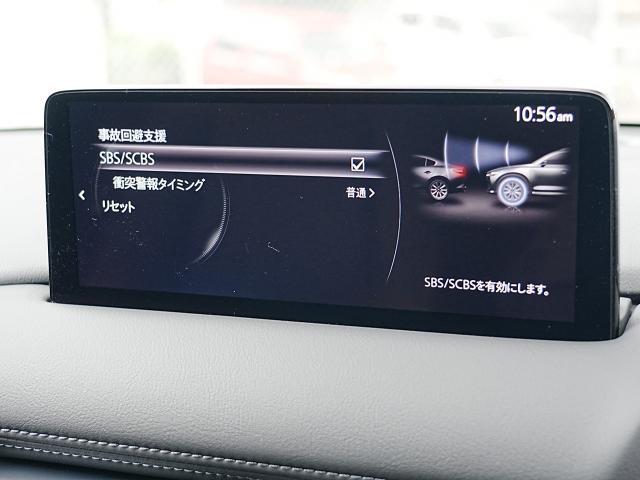 10:56am
事故回避支援
SBS/SCBS
衝突警報タイミング 普通
リセット
SBS/SCBSを有効にします。